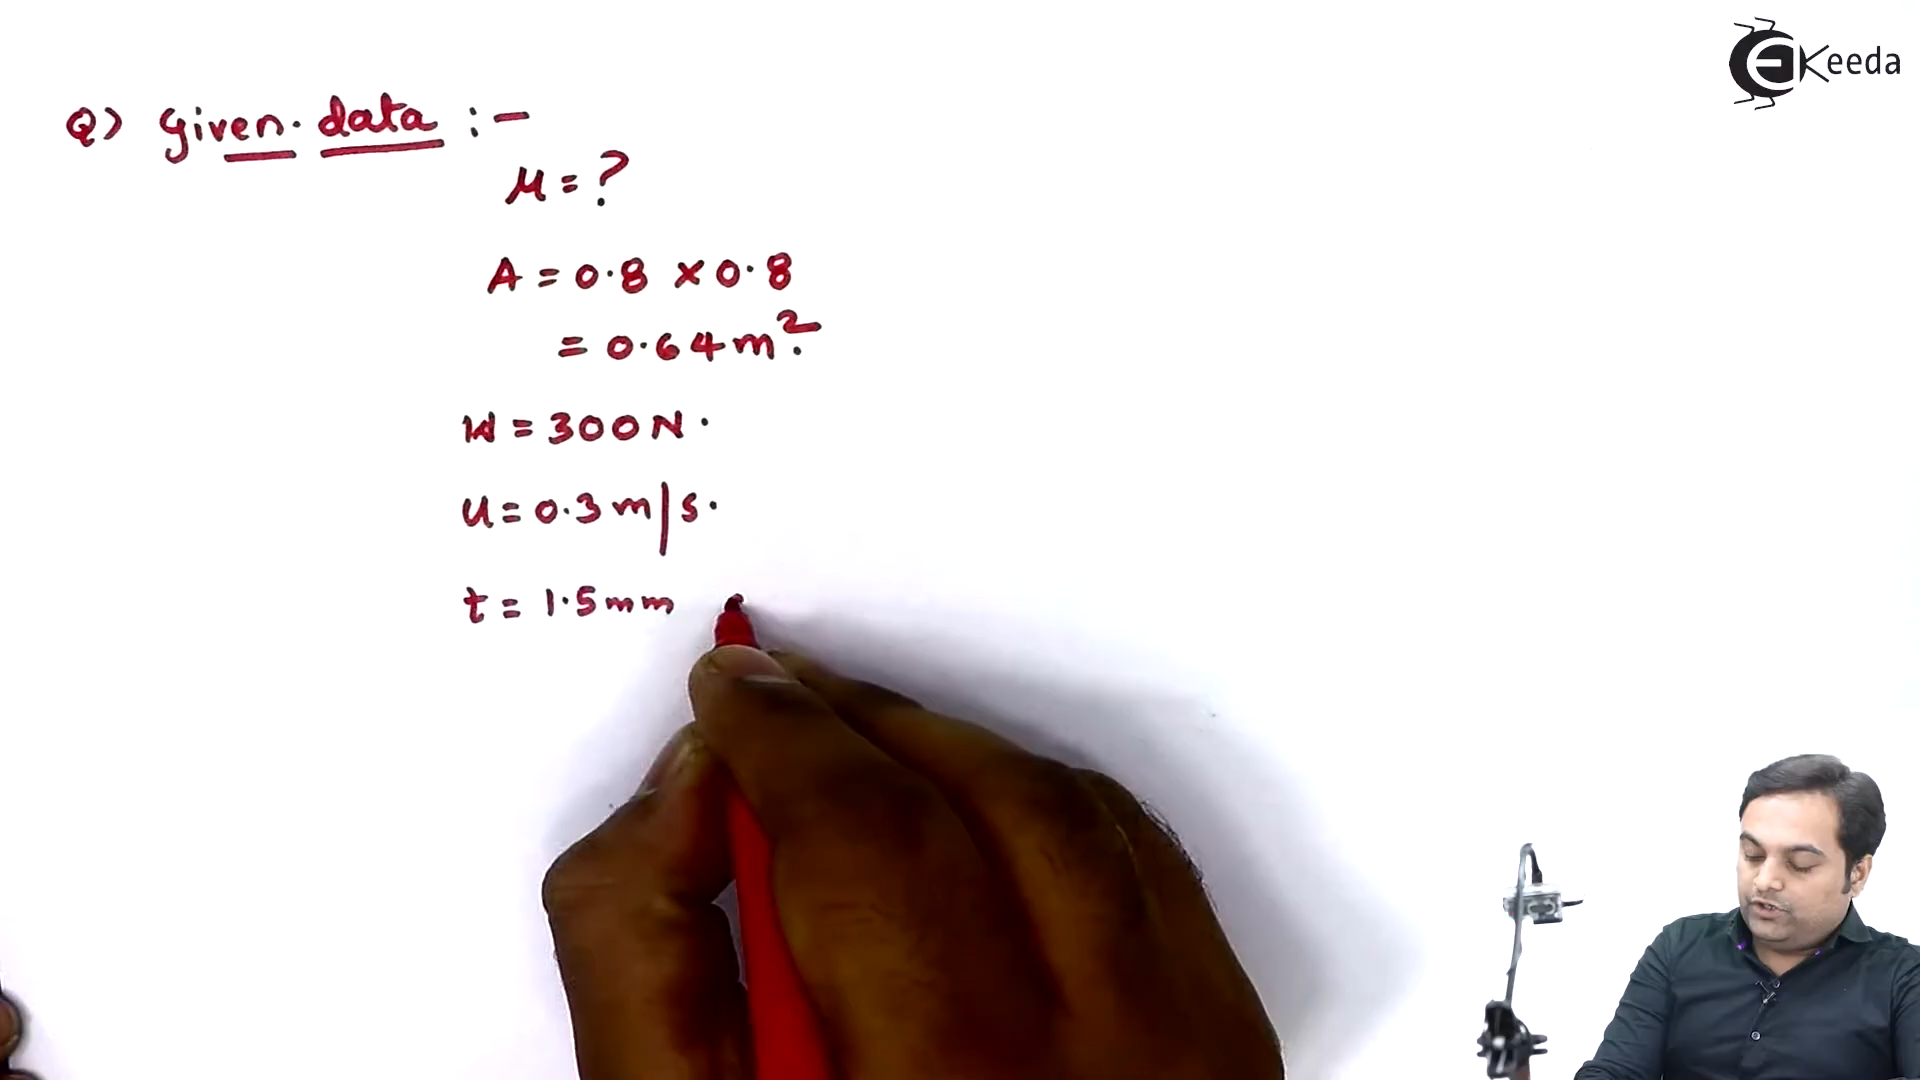 EKeeda
Q> Given data :-
μ = ?
A = 0.8 × 0.8
= 0.64 m².
W = 300 N.
u = 0.3 m/s.
t = 1.5 mm